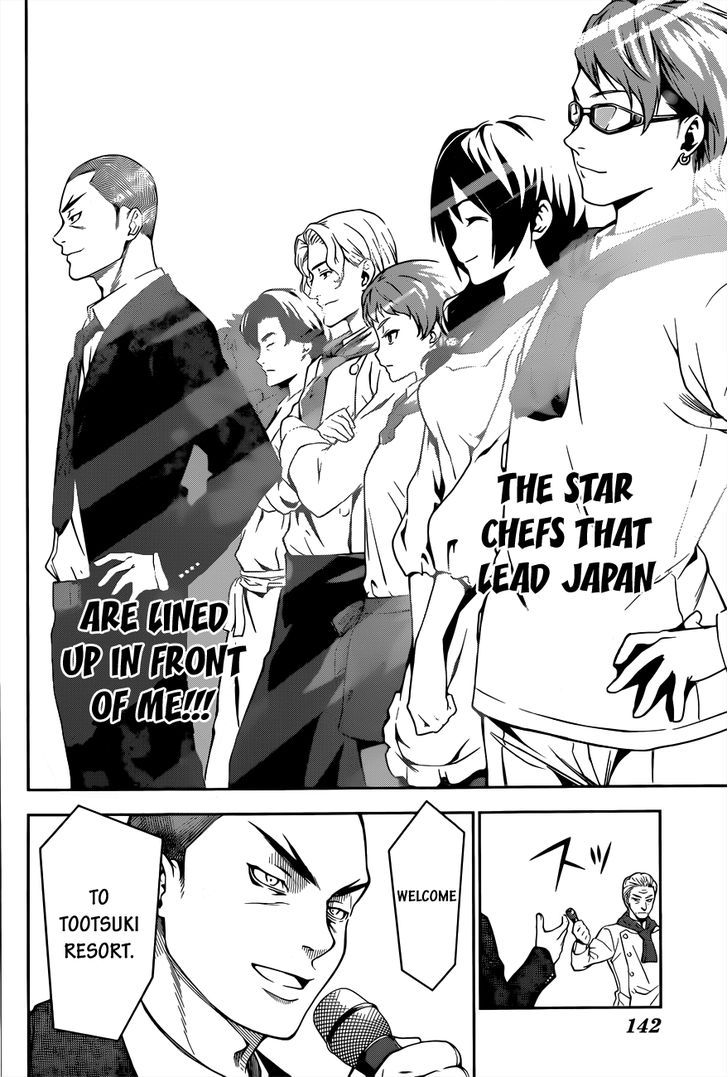 THE STAR
CHEFS THAT
LEAD JAPAN
ARE LINED
UP IN FRONT
OF ME!!!
スッ
WELCOME
TO
TOOTSUKI
RESORT.
142